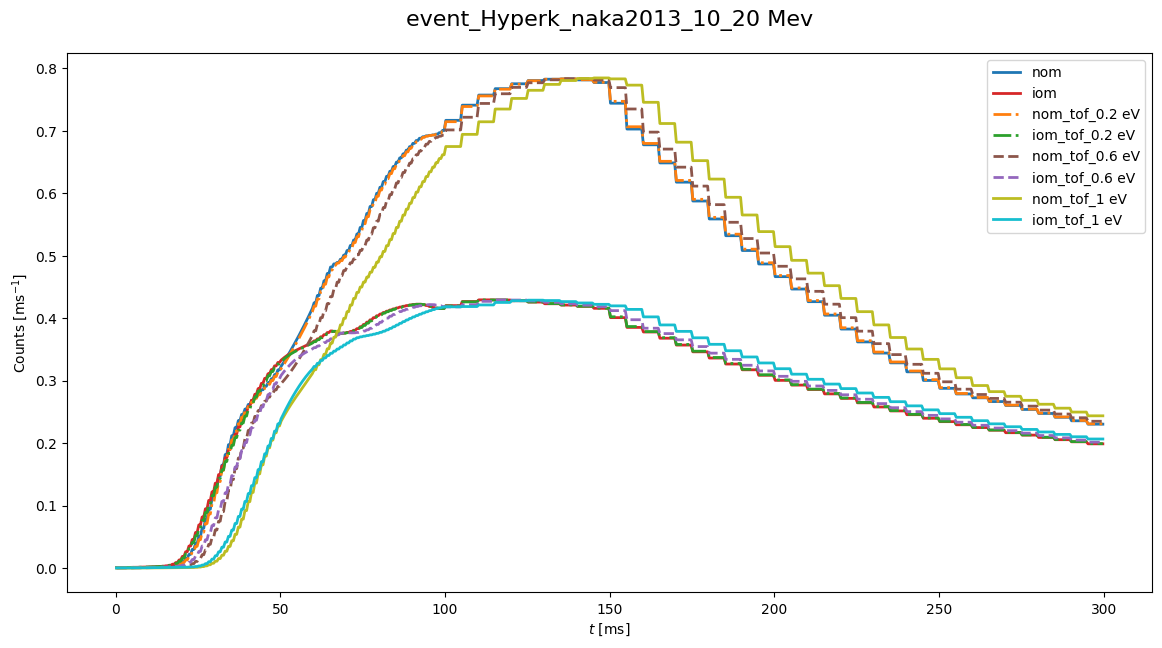 event_Hyperk_naka2013_10_20 Mev
nom
iom
nom_tof_0.2 eV
iom_tof_0.2 eV
nom_tof_0.6 eV
iom_tof_0.6 eV
nom_tof_1 eV
iom_tof_1 eV
Counts [ms⁻¹]
0.8
0.7
0.6
0.5
0.4
0.3
0.2
0.1
0.0
0 50 100 150 200 250 300
t [ms]